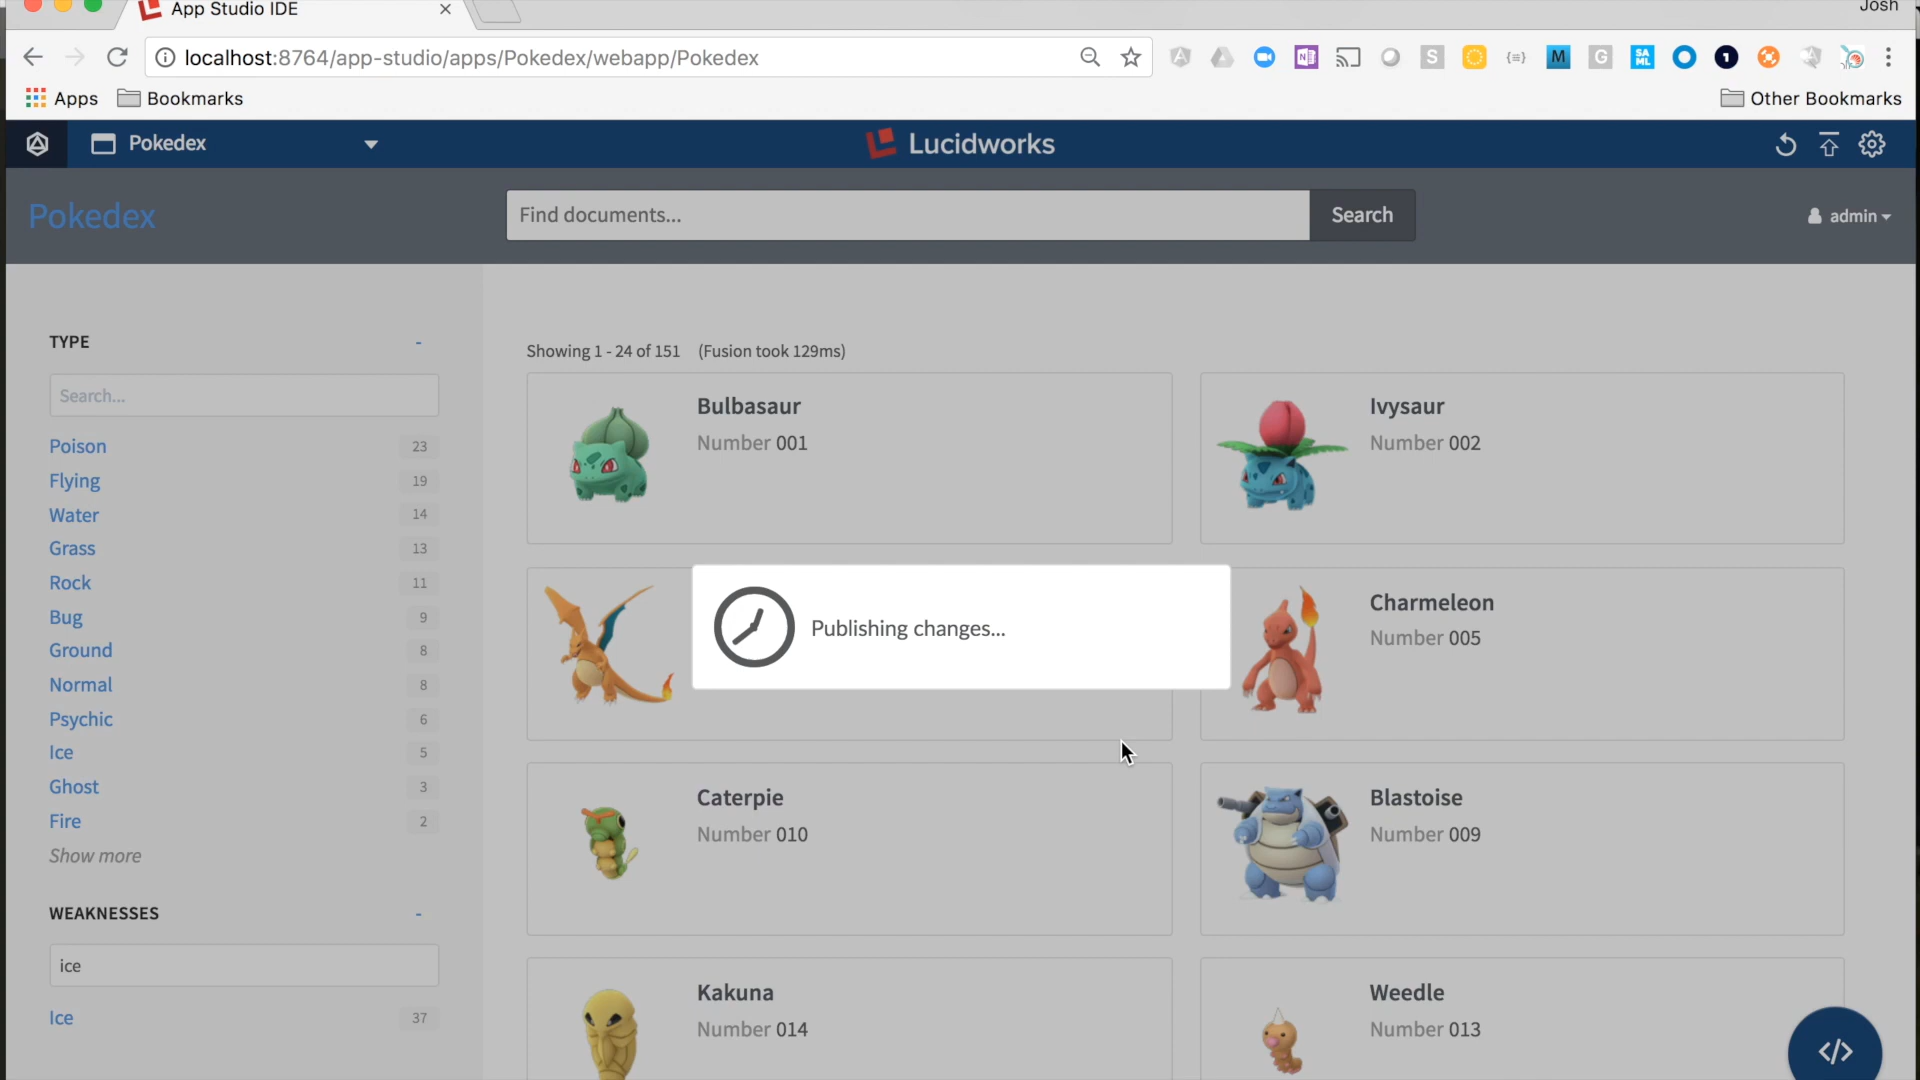 App Studio IDE
Josh
localhost:8764/app-studio/apps/Pokedex/webapp/Pokedex
Apps
Bookmarks
Other Bookmarks
Pokedex
Lucidworks
Pokedex
Find documents...
Search
admin
TYPE
-
Showing 1 - 24 of 151 (Fusion took 129ms)
Search...
Poison 23
Flying 19
Water 14
Grass 13
Rock 11
Bug 9
Ground 8
Normal 8
Psychic 6
Ice 5
Ghost 3
Fire 2
Show more
WEAKNESSES
-
ice
Ice 37
Bulbasaur
Number 001
Ivysaur
Number 002
Publishing changes...
Charmeleon
Number 005
Caterpie
Number 010
Blastoise
Number 009
Kakuna
Number 014
Weedle
Number 013
</>